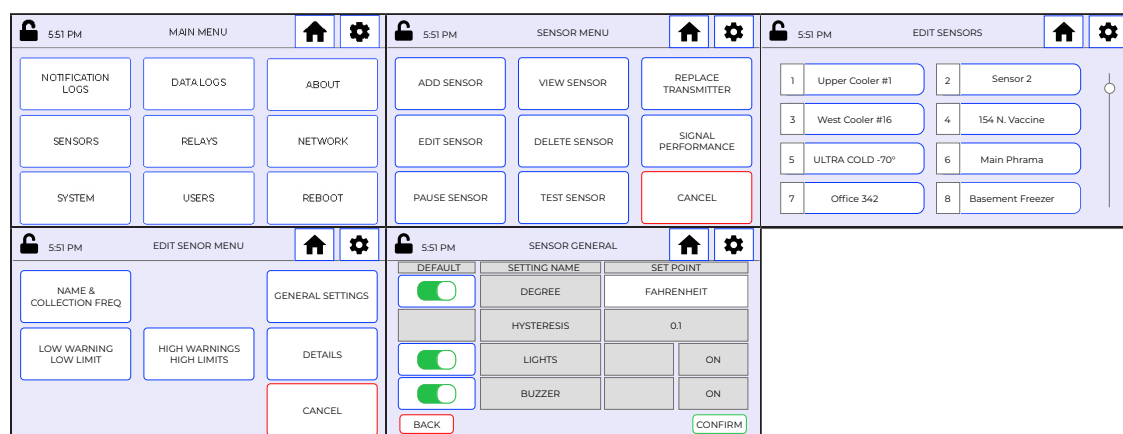 5:51 PM
MAIN MENU
NOTIFICATION
LOGS
DATA LOGS
ABOUT
SENSORS
RELAYS
NETWORK
SYSTEM
USERS
REBOOT
5:51 PM
SENSOR MENU
ADD SENSOR
VIEW SENSOR
REPLACE
TRANSMITTER
EDIT SENSOR
DELETE SENSOR
SIGNAL
PERFORMANCE
PAUSE SENSOR
TEST SENSOR
CANCEL
5:51 PM
EDIT SENSORS
1 Upper Cooler #1
2 Sensor 2
3 West Cooler #16
4 154 N. Vaccine
5 ULTRA COLD -70°
6 Main Phrama
7 Office 342
8 Basement Freezer
5:51 PM
EDIT SENOR MENU
NAME &
COLLECTION FREQ
GENERAL SETTINGS
LOW WARNING
LOW LIMIT
HIGH WARNINGS
HIGH LIMITS
DETAILS
CANCEL
5:51 PM
SENSOR GENERAL
DEFAULT SETTING NAME SET POINT
DEGREE FAHRENHEIT
HYSTERESIS 0.1
LIGHTS ON
BUZZER ON
BACK
CONFIRM